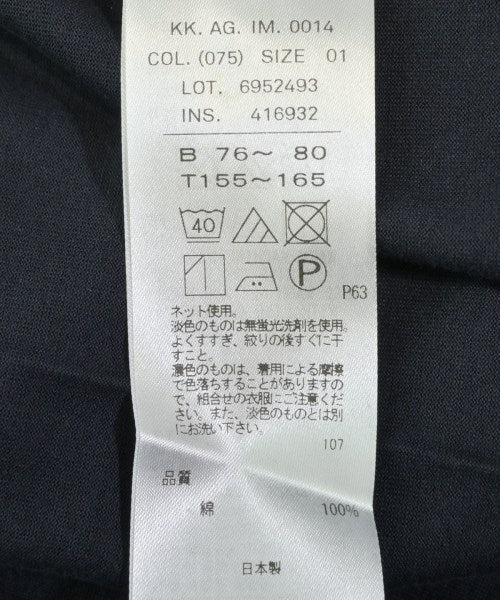 KK. AG. IM. 0014
COL. (075) SIZE 01
LOT. 6952493
INS. 416932
B 76～ 80
T155～165
40
P
P63
ネット使用。
淡色のものは無蛍光洗剤を使用。
よくすすぎ、絞りの後すぐに干
すこと。
濃色のものは、着用による摩擦
で色落ちすることがありますの
で、組合せの衣服にご注意くだ
さい。また、淡色のものとは別
にお洗い下さい。
107
品質
綿 100%
日本製